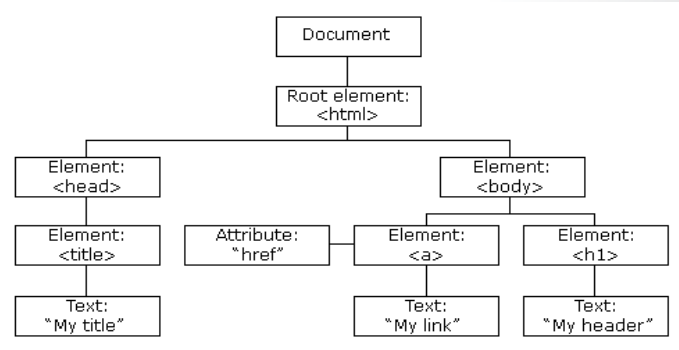 Document
Root element:
<html>
Element:
<head>
Element:
<body>
Element:
<title>
Attribute:
“href”
Element:
<a>
Element:
<h1>
Text:
“My title”
Text:
“My link”
Text:
“My header”